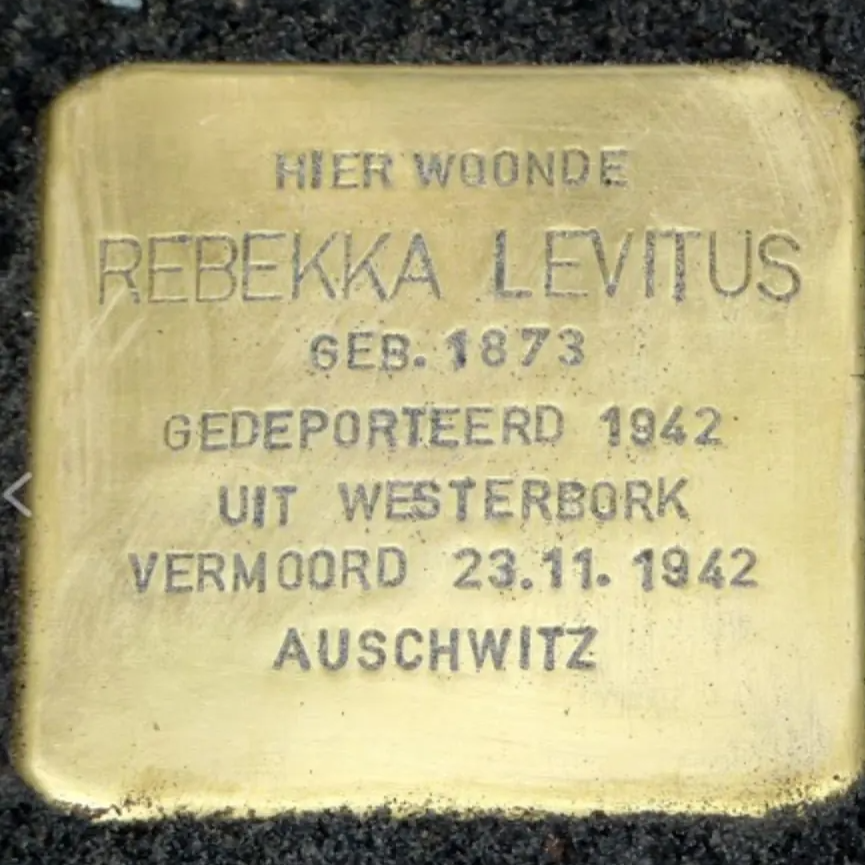 HIER WOONDE
REBEKKA LEVITUS
GEB. 1873
GEDEPORTEERD 1942
UIT WESTERBORK
VERMOORD 23.11.1942
AUSCHWITZ